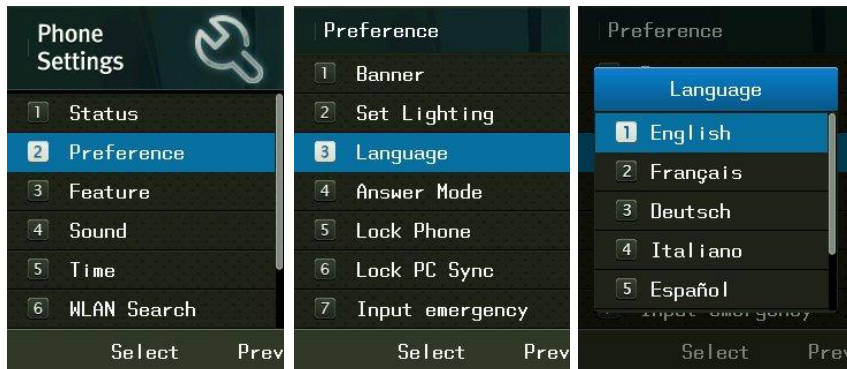 Phone
Settings
1 Status
2 Preference
3 Feature
4 Sound
5 Time
6 WLAN Search
Select Prev
Preference
1 Banner
2 Set Lighting
3 Language
4 Answer Mode
5 Lock Phone
6 Lock PC Sync
7 Input emergency
Select Prev
Preference
Language
1 English
2 Français
3 Deutsch
4 Italiano
5 Español
Input emergency
Select Prev